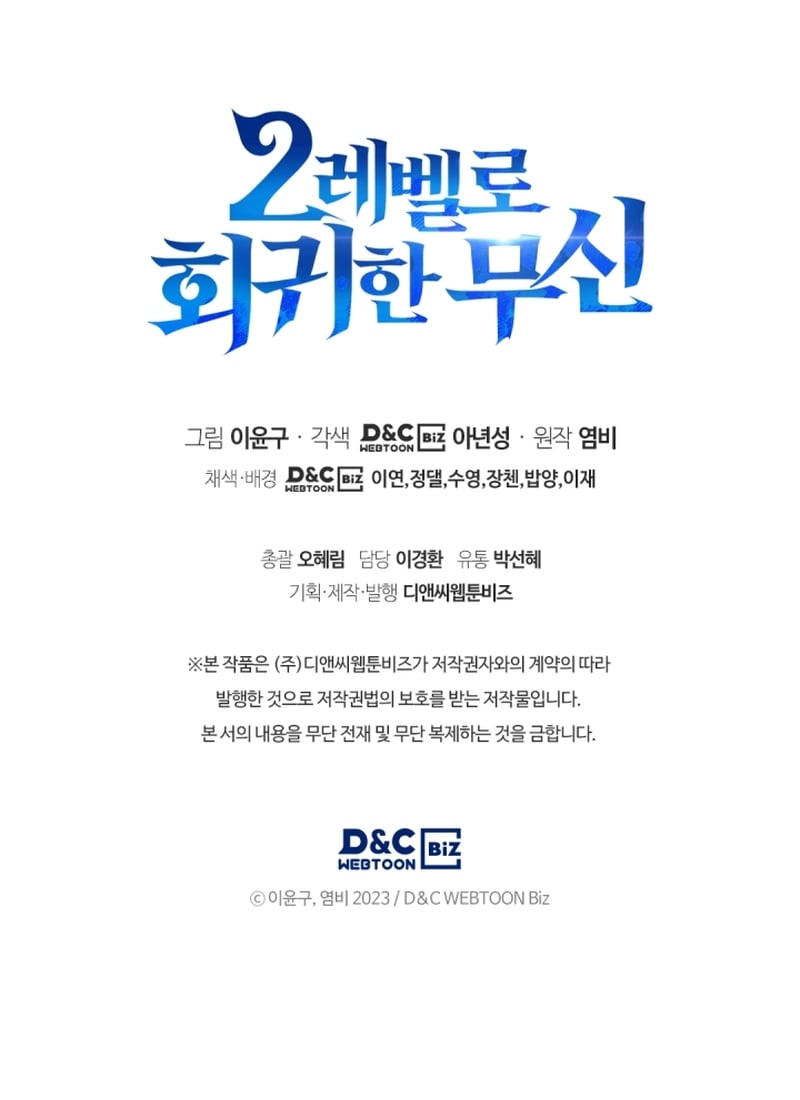 2레벨로
회귀한 무신
그림 이윤구 · 각색 D&C WEBTOON BiZ 아년성 · 원작 염비
채색·배경 D&C WEBTOON BiZ 이연,정댈,수영,장첸,밥양,이재
총괄 오혜림 담당 이경환 유통 박선혜
기획·제작·발행 디앤씨웹툰비즈
※본 작품은 (주)디앤씨웹툰비즈가 저작권자와의 계약의 따라
발행한 것으로 저작권법의 보호를 받는 저작물입니다.
본 서의 내용을 무단 전재 및 무단 복제하는 것을 금합니다.
D&C WEBTOON BiZ
ⓒ 이윤구, 염비 2023 / D&C WEBTOON Biz